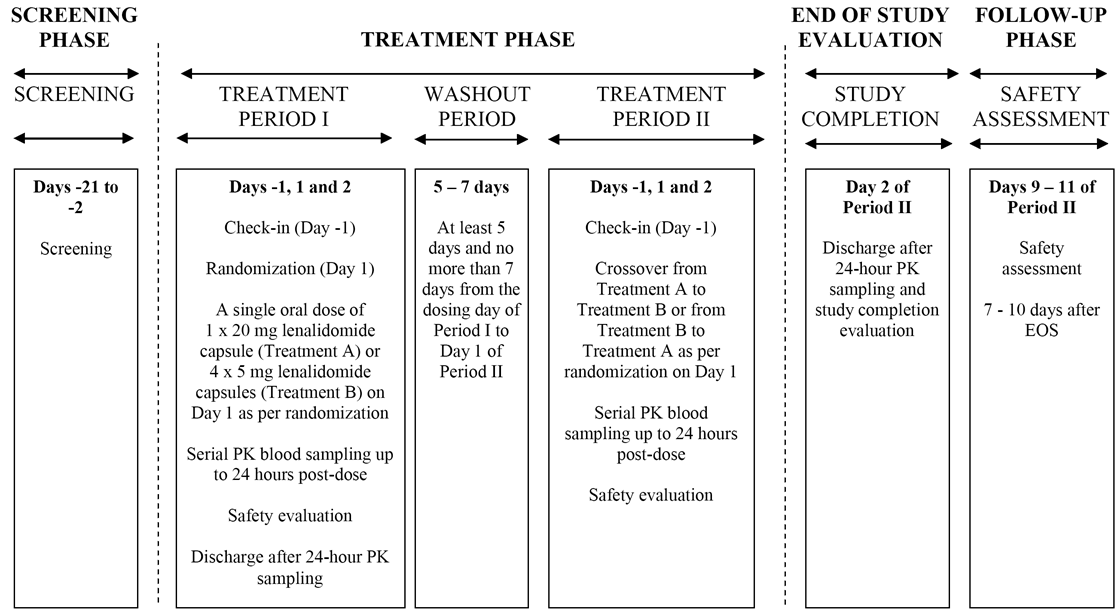 SCREENING
PHASE
TREATMENT PHASE
END OF STUDY
EVALUATION
FOLLOW-UP
PHASE
SCREENING
TREATMENT
PERIOD I
WASHOUT
PERIOD
TREATMENT
PERIOD II
STUDY
COMPLETION
SAFETY
ASSESSMENT
Days -21 to
-2
Screening
Days -1, 1 and 2
Check-in (Day -1)
Randomization (Day 1)
A single oral dose of
1 x 20 mg lenalidomide
capsule (Treatment A) or
4 x 5 mg lenalidomide
capsules (Treatment B) on
Day 1 as per randomization
Serial PK blood sampling up
to 24 hours post-dose
Safety evaluation
Discharge after 24-hour PK
sampling
5 – 7 days
At least 5
days and no
more than 7
days from the
dosing day of
Period I to
Day 1 of
Period II
Days -1, 1 and 2
Check-in (Day -1)
Crossover from
Treatment A to
Treatment B or from
Treatment B to
Treatment A as per
randomization on Day 1
Serial PK blood
sampling up to 24 hours
post-dose
Safety evaluation
Day 2 of
Period II
Discharge after
24-hour PK
sampling and
study completion
evaluation
Days 9 – 11 of
Period II
Safety
assessment
7 - 10 days after
EOS